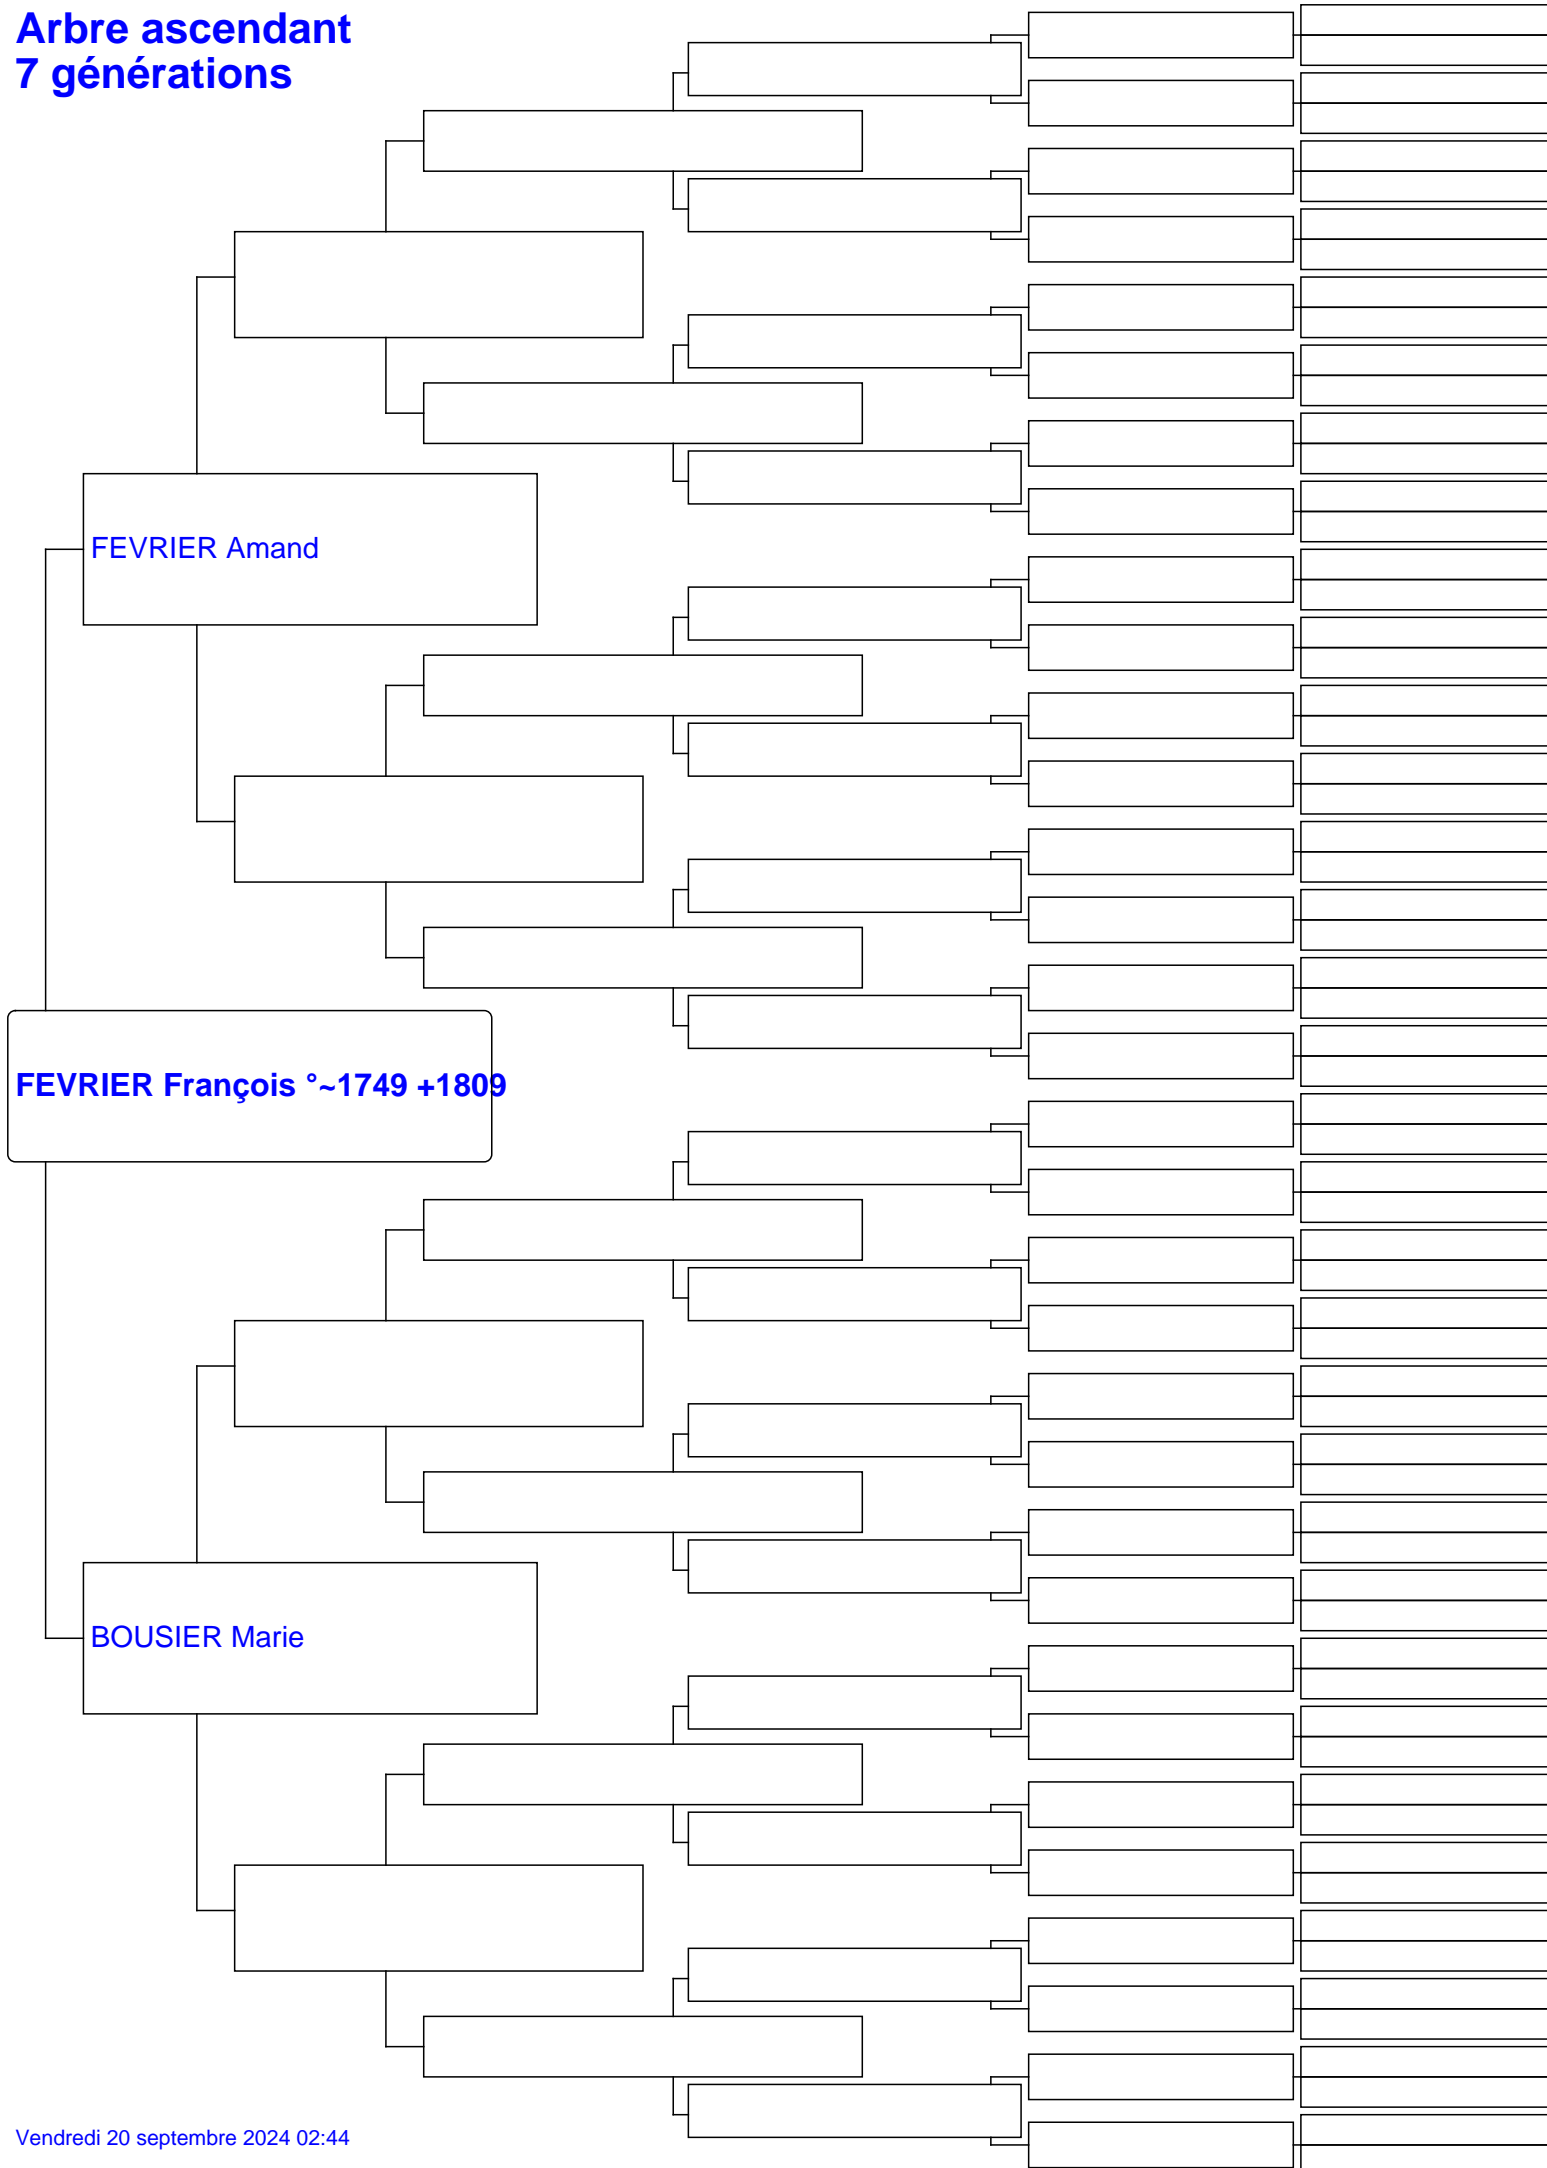 Arbre ascendant
7 générations
FEVRIER Amand
FEVRIER François °~1749 +1809
BOUSIER Marie
Vendredi 20 septembre 2024 02:44